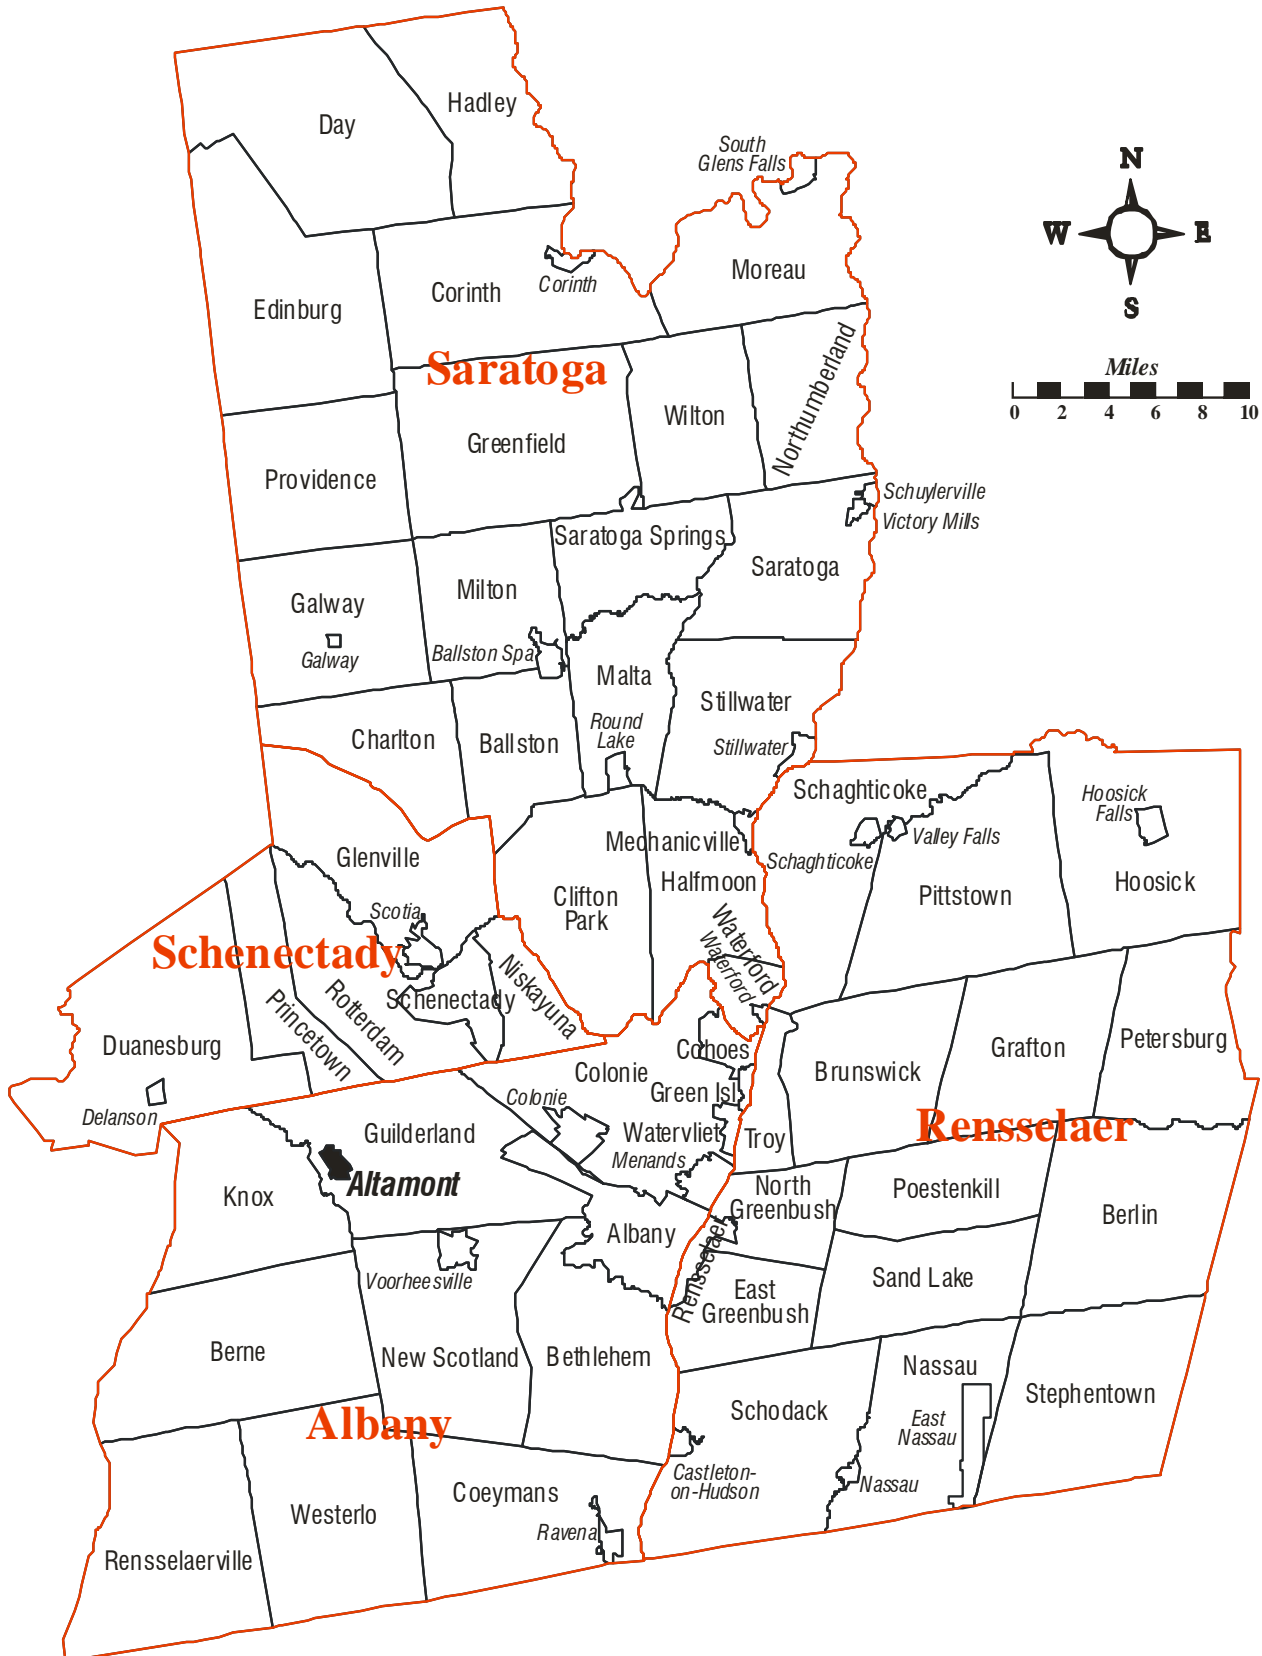 Hadley
Day
South
Glens Falls
N
W
E
S
Moreau
Corinth
Corinth
Edinburg
Miles
0 2 4 6 8 10
Saratoga
Northumberland
Wilton
Greenfield
Providence
Schuylerville
Victory Mills
Saratoga Springs
Saratoga
Milton
Galway
Galway
Ballston Spa
Malta
Stillwater
Round
Lake
Stillwater
Charlton
Ballston
Schaghticoke
Hoosick
Falls
Valley Falls
Schaghticoke
Mechanicville
Halfmoon
Glenville
Clifton
Park
Pittstown
Hoosick
Scotia
Waterford
Waterford
Schenectady
Niskayuna
Schenectady
Rotterdam
Princetown
Duanesburg
Delanson
Cohoes
Colonie
Green Isl.
Colonie
Brunswick
Grafton
Petersburg
Rensselaer
Guilderland
Watervliet
Menands
Troy
Altamont
Knox
North
Greenbush
Poestenkill
Berlin
Albany
Rensselaer
Voorheesville
Sand Lake
East
Greenbush
Berne
New Scotland
Bethlehem
Nassau
Stephentown
Schodack
East
Nassau
Albany
Castleton-
on-Hudson
Nassau
Coeymans
Westerlo
Ravena
Rensselaerville